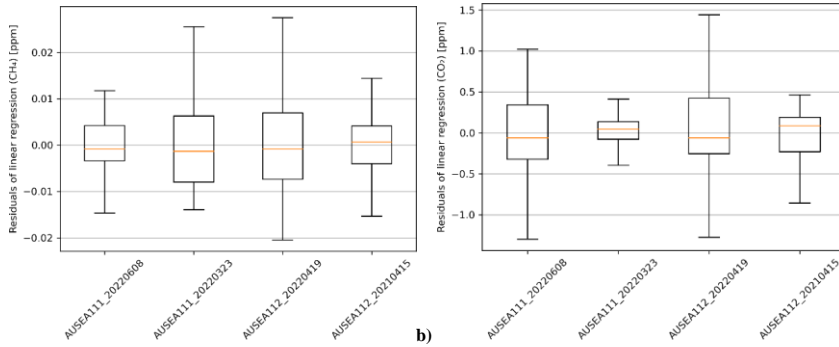 Residuals of linear regression (CH₄) [ppm]
0.02
0.01
0.00
−0.01
−0.02
AUSEA111_20220608
AUSEA111_20220323
AUSEA112_20220419
AUSEA112_20210415
b)
Residuals of linear regression (CO₂) [ppm]
1.5
1.0
0.5
0.0
−0.5
−1.0
AUSEA111_20220608
AUSEA111_20220323
AUSEA112_20220419
AUSEA112_20210415